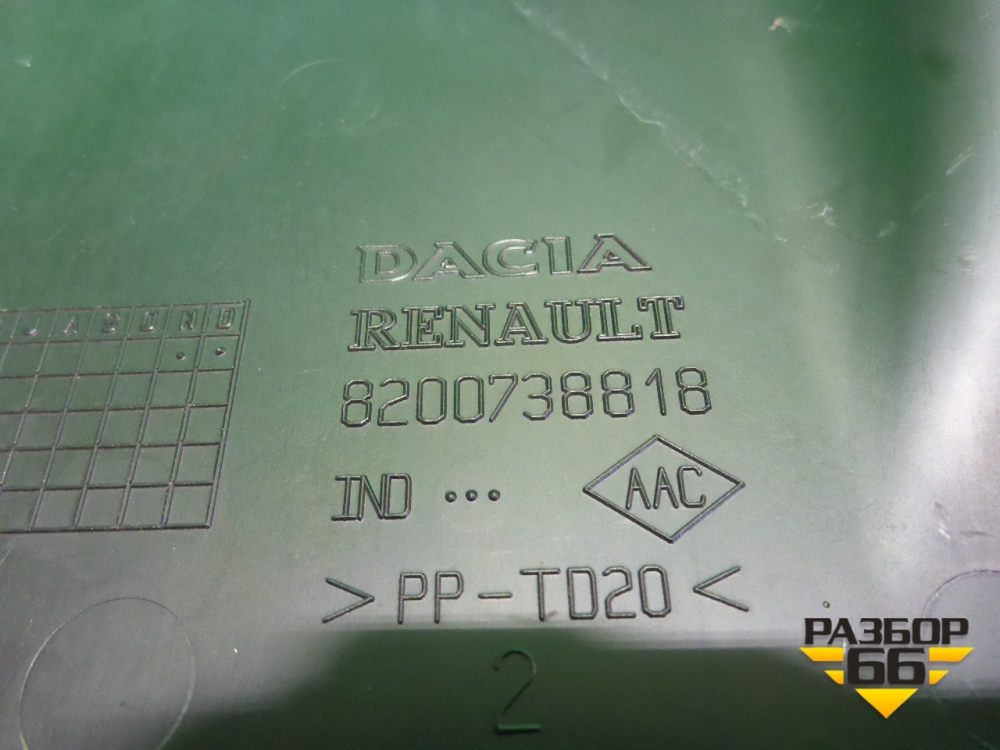 DACIA
RENAULT
J A S O N D
8200738818
IND ...
AAC
>PP-TD20<
2
РАЗБОР
66